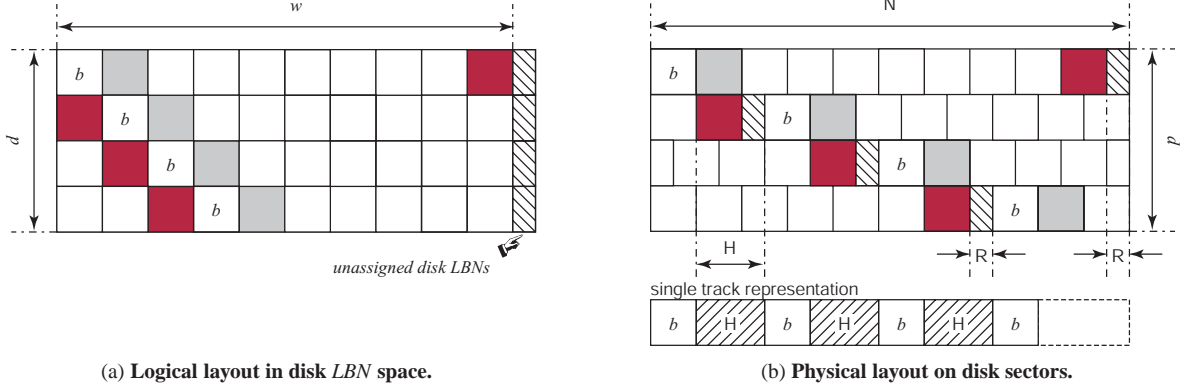 w
b
b
b
b
d
unassigned disk LBNs
(a) Logical layout in disk LBN space.
N
b
b
b
b
d
H
R
R
single track representation
b H b H b H b
(b) Physical layout on disk sectors.